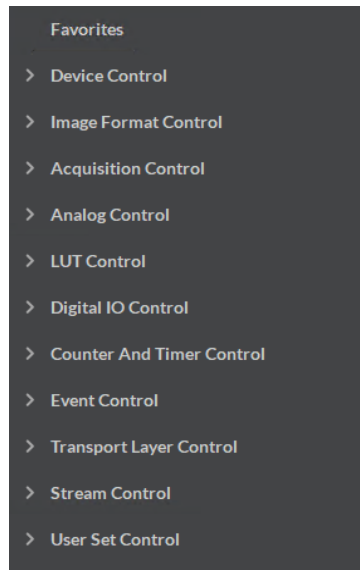 Favorites
Device Control
Image Format Control
Acquisition Control
Analog Control
LUT Control
Digital IO Control
Counter And Timer Control
Event Control
Transport Layer Control
Stream Control
User Set Control